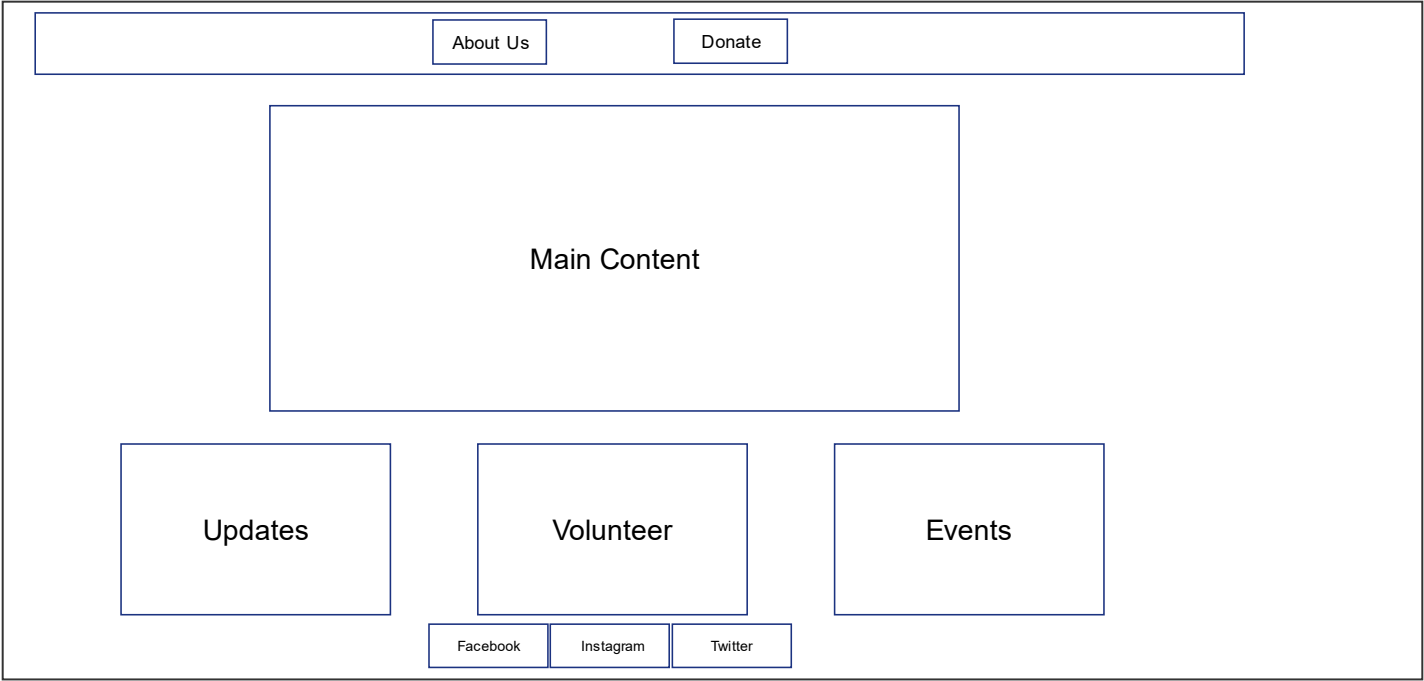 About Us
Donate
Main Content
Updates
Volunteer
Events
Facebook
Instagram
Twitter